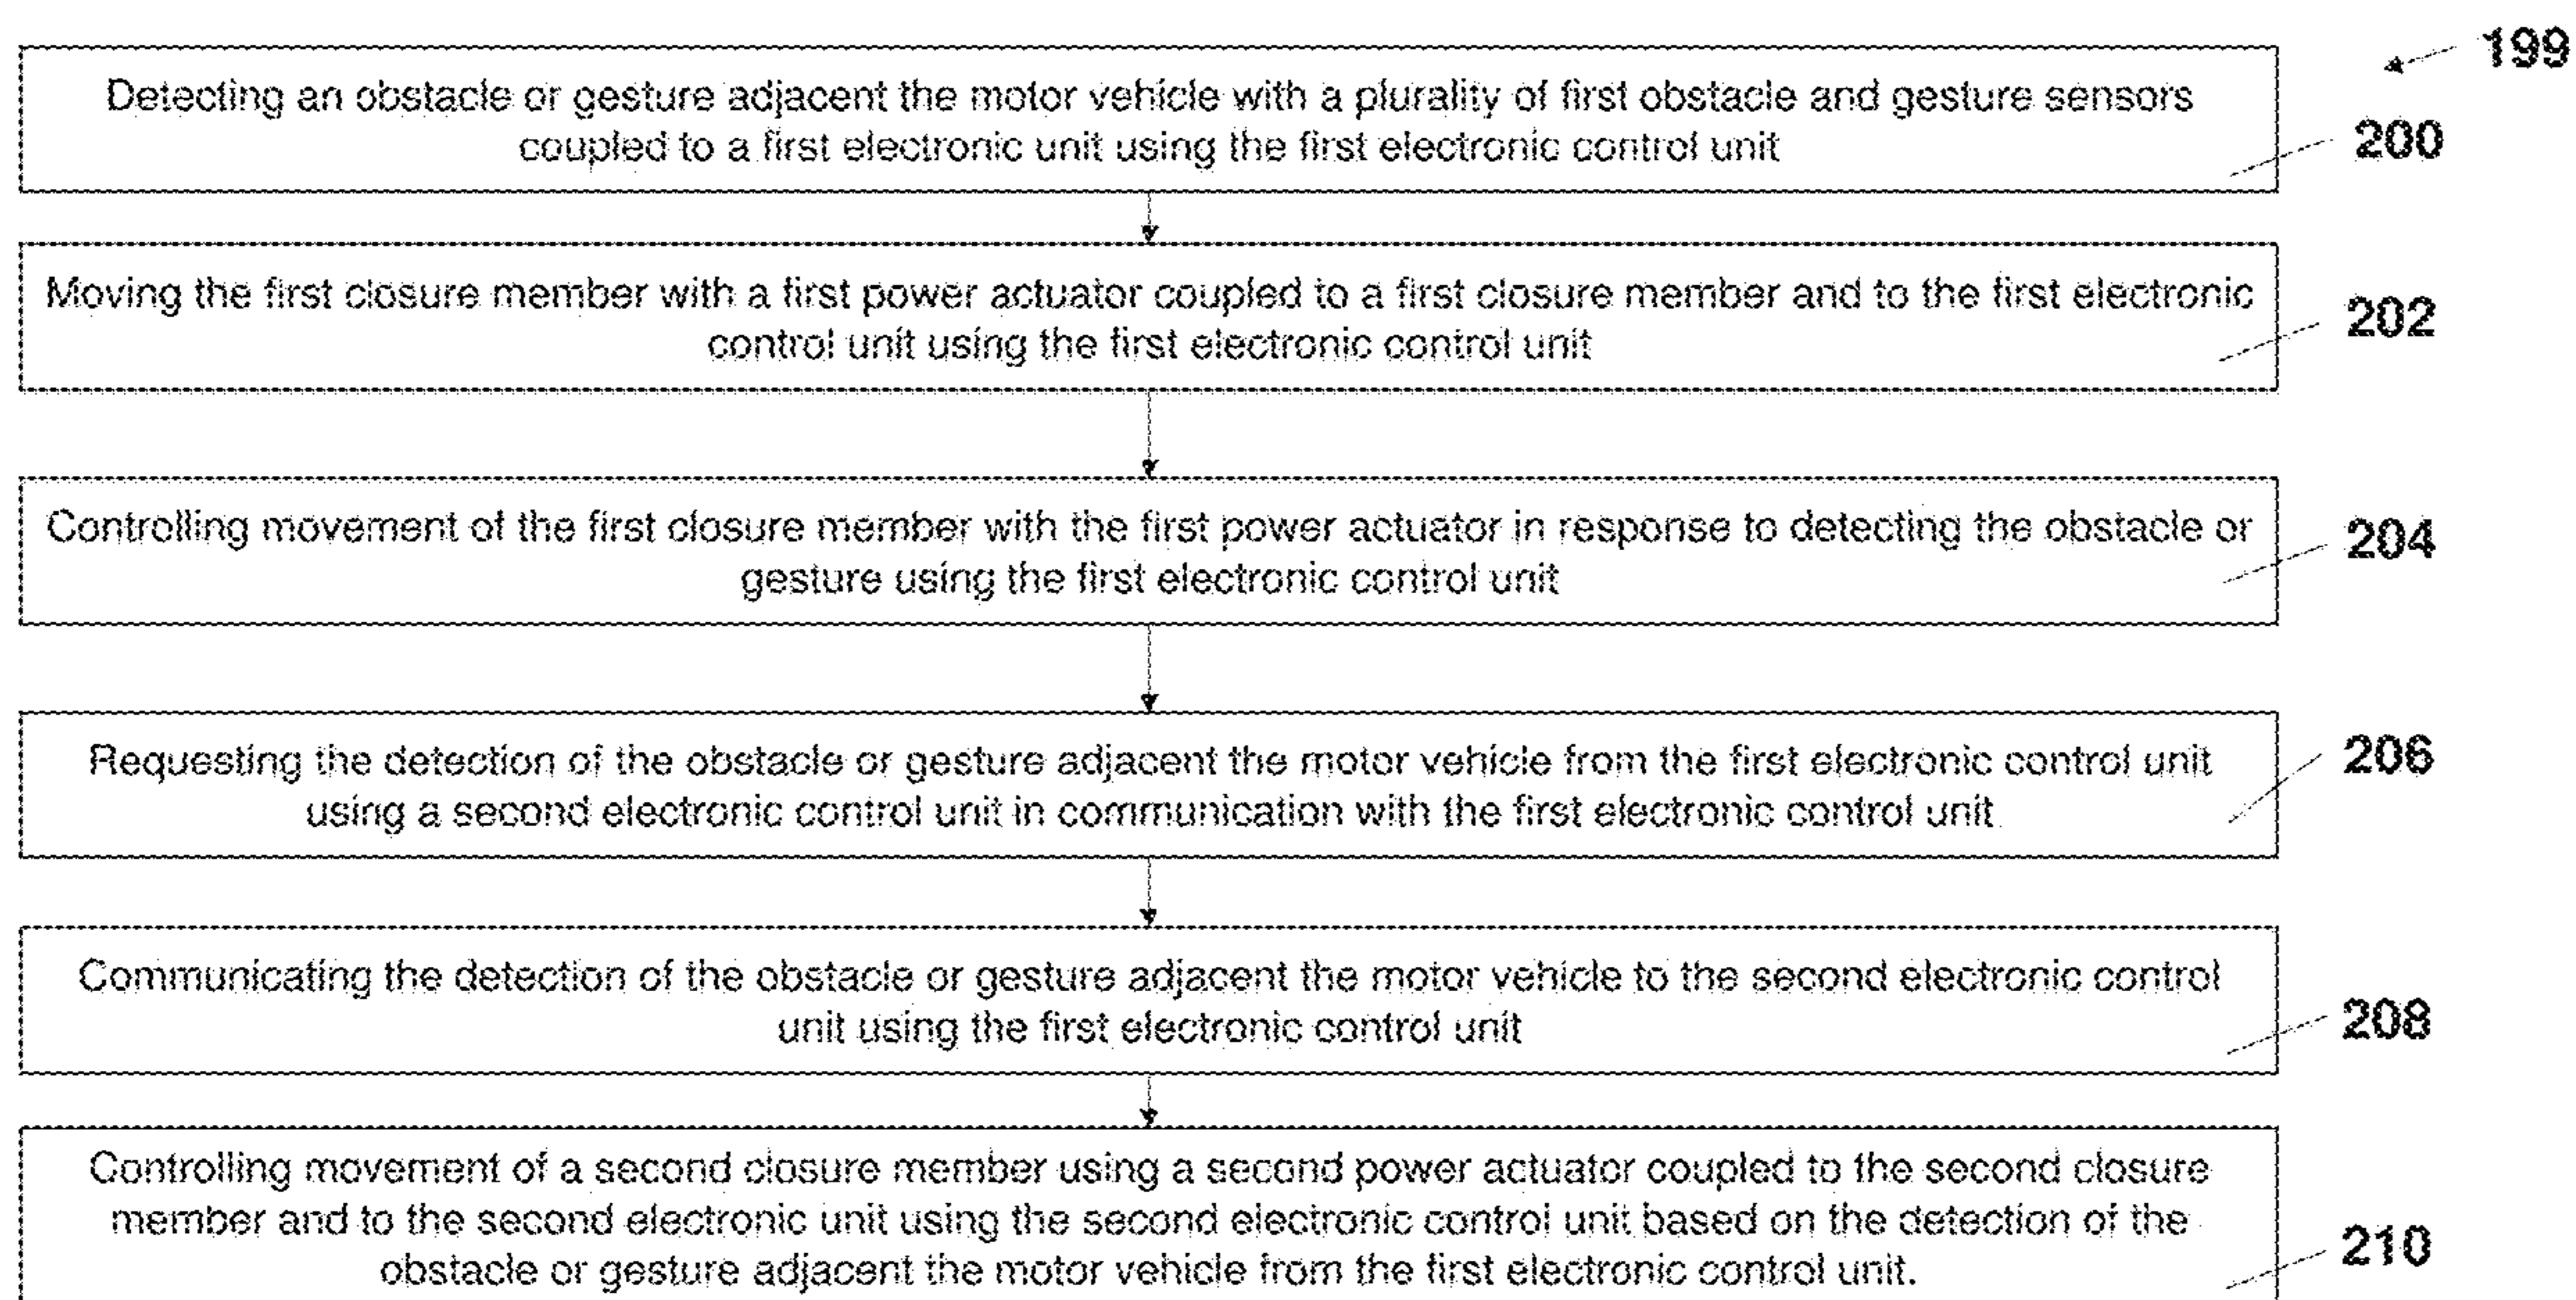 199
Detecting an obstacle or gesture adjacent the motor vehicle with a plurality of first obstacle and gesture sensors
coupled to a first electronic unit using the first electronic control unit
200
Moving the first closure member with a first power actuator coupled to a first closure member and to the first electronic
control unit using the first electronic control unit
202
Controlling movement of the first closure member with the first power actuator in response to detecting the obstacle or
gesture using the first electronic control unit
204
Requesting the detection of the obstacle or gesture adjacent the motor vehicle from the first electronic control unit
using a second electronic control unit in communication with the first electronic control unit
206
Communicating the detection of the obstacle or gesture adjacent the motor vehicle to the second electronic control
unit using the first electronic control unit
208
Controlling movement of a second closure member using a second power actuator coupled to the second closure
member and to the second electronic unit using the second electronic control unit based on the detection of the
obstacle or gesture adjacent the motor vehicle from the first electronic control unit.
210